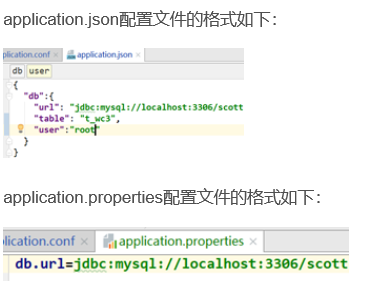 application.json配置文件的格式如下：
plication.conf × application.json ×
db user
{
"db":{
"url": "jdbc:mysql://localhost:3306/scott
"table": "t_wc3",
"user":"root"
}
}
application.properties配置文件的格式如下：
plication.conf × application.properties ×
db.url=jdbc:mysql://localhost:3306/scott